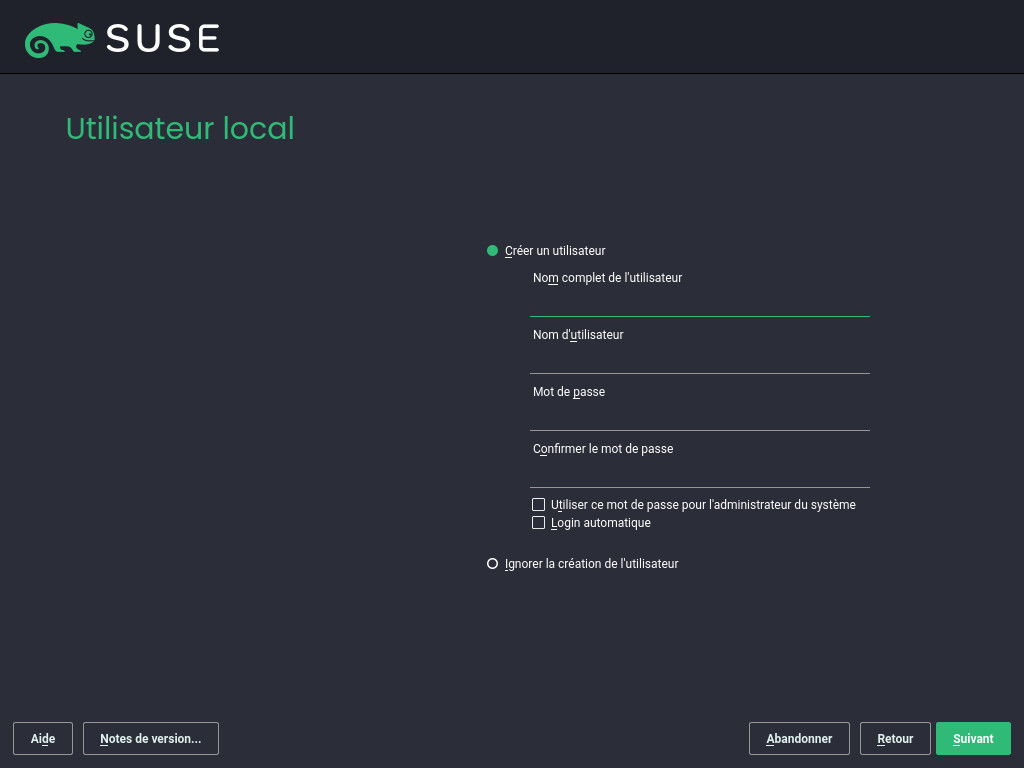 SUSE
Utilisateur local
Créer un utilisateur
Nom complet de l'utilisateur
Nom d'utilisateur
Mot de passe
Confirmer le mot de passe
Utiliser ce mot de passe pour l'administrateur du système
Login automatique
Ignorer la création de l'utilisateur
Aide Notes de version... Abandonner Retour Suivant